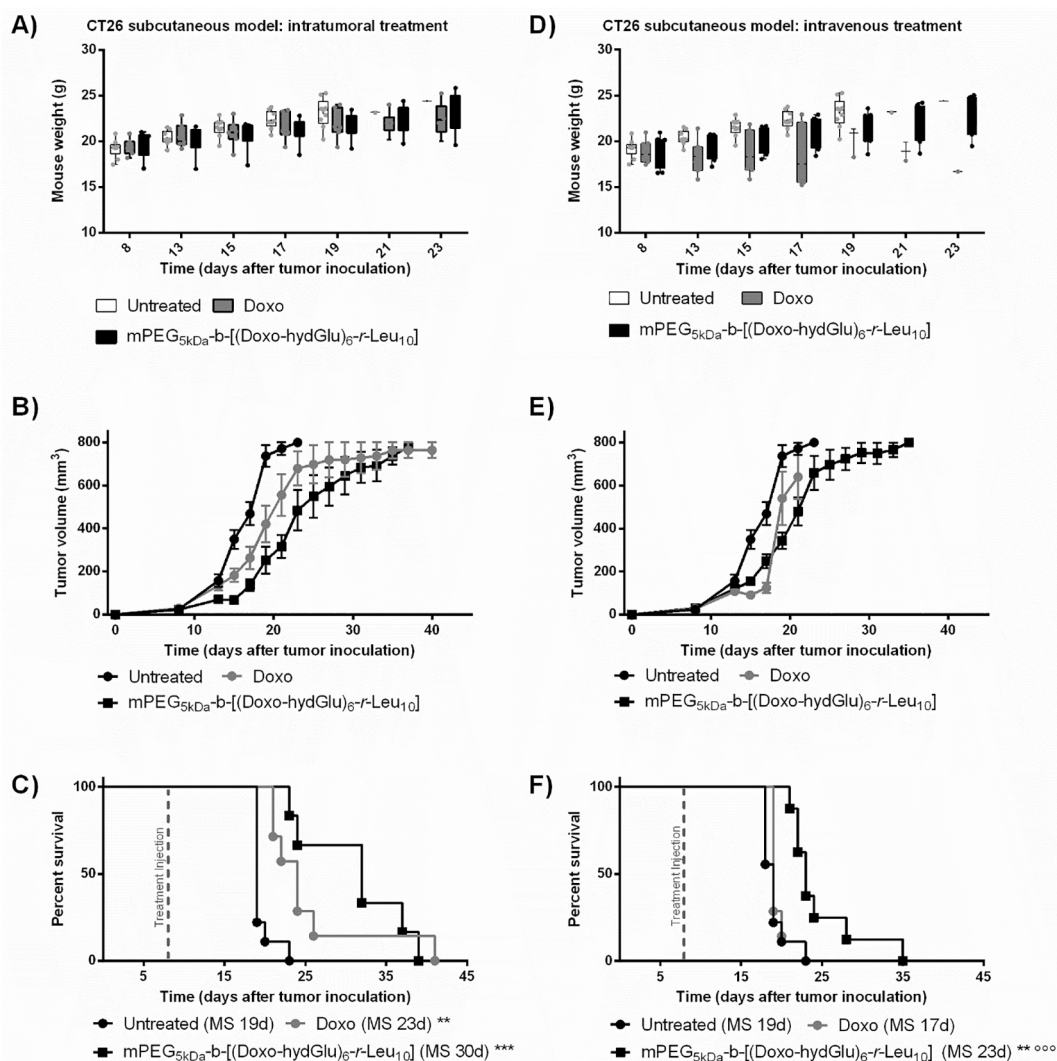 A)
CT26 subcutaneous model: intratumoral treatment
Mouse weight (g)
30
25
20
15
10
8 13 15 17 19 21 23
Time (days after tumor inoculation)
Untreated Doxo
mPEG5kDa-b-[(Doxo-hydGlu)6-r-Leu10]
D)
CT26 subcutaneous model: intravenous treatment
Mouse weight (g)
30
25
20
15
10
8 13 15 17 19 21 23
Time (days after tumor inoculation)
Untreated Doxo
mPEG5kDa-b-[(Doxo-hydGlu)6-r-Leu10]
B)
Tumor volume (mm3)
800
600
400
200
0
0 10 20 30 40
Time (days after tumor inoculation)
Untreated Doxo
mPEG5kDa-b-[(Doxo-hydGlu)6-r-Leu10]
E)
Tumor volume (mm3)
800
600
400
200
0
0 10 20 30 40
Time (days after tumor inoculation)
Untreated Doxo
mPEG5kDa-b-[(Doxo-hydGlu)6-r-Leu10]
C)
Percent survival
100
50
0
Treatment Injection
5 15 25 35 45
Time (days after tumor inoculation)
Untreated (MS 19d) Doxo (MS 23d) **
mPEG5kDa-b-[(Doxo-hydGlu)6-r-Leu10] (MS 30d) ***
F)
Percent survival
100
50
0
Treatment Injection
5 15 25 35 45
Time (days after tumor inoculation)
Untreated (MS 19d) Doxo (MS 17d)
mPEG5kDa-b-[(Doxo-hydGlu)6-r-Leu10] (MS 23d) ** °°°